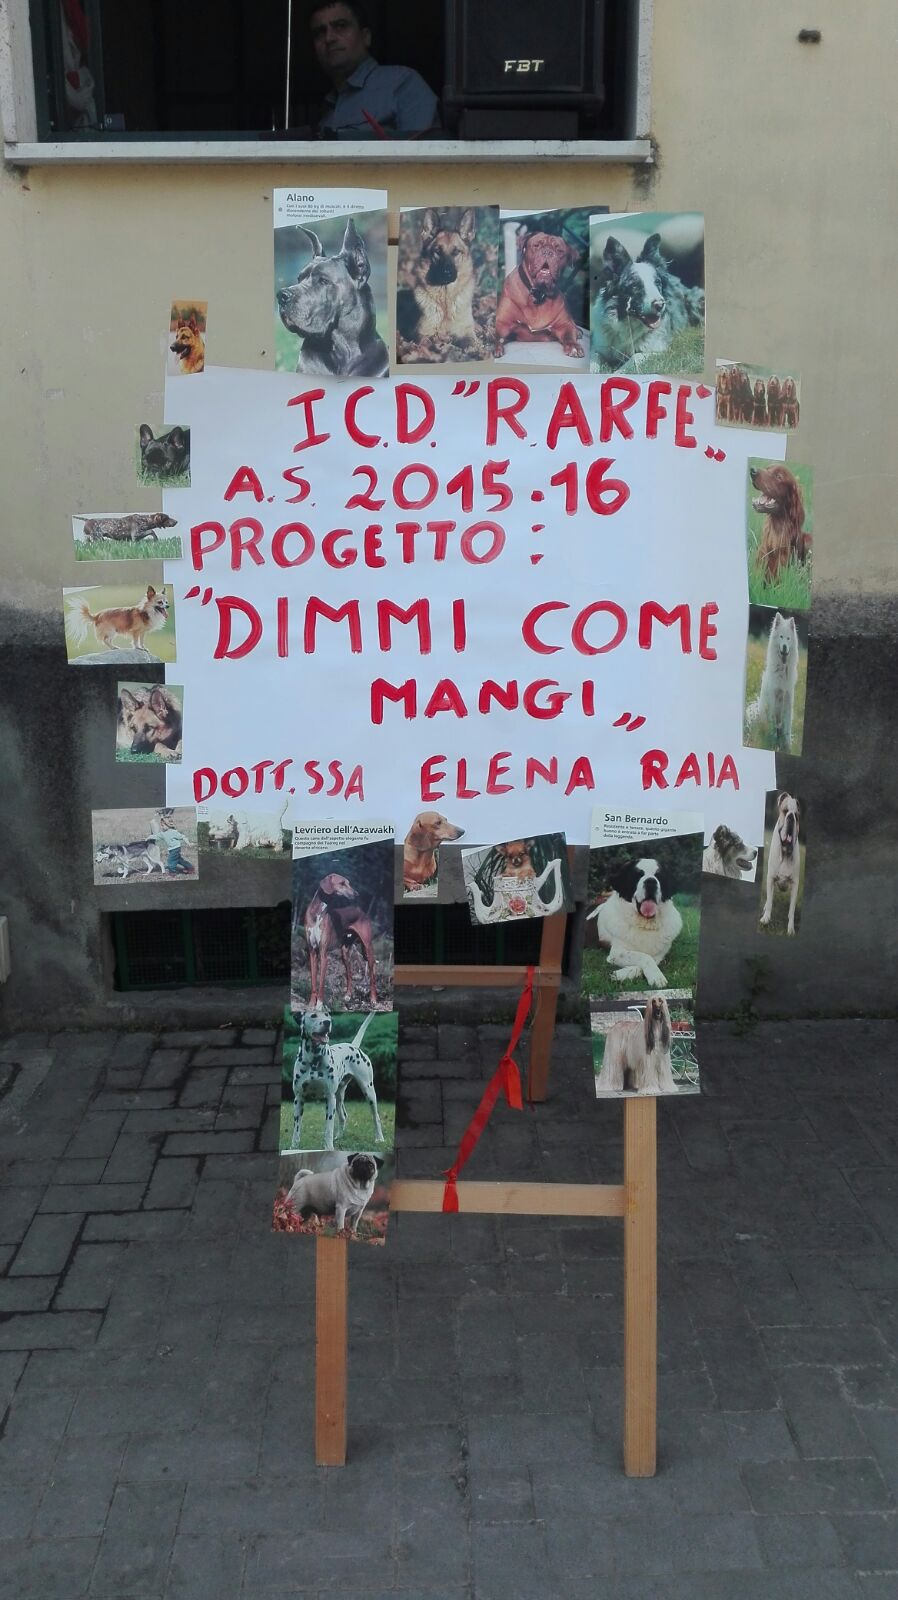 FBT
Alano
I.C.D. "R. ARFE„
A.S. 2015.16
PROGETTO:
"DIMMI COME
MANGI„
DOTT.SSA ELENA RAIA
Levriero dell'Azawakh
San Bernardo